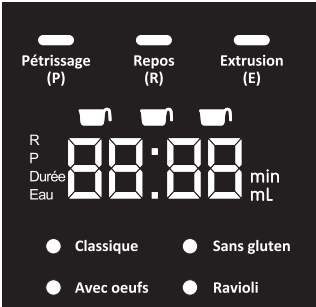 Pétrissage Repos Extrusion
(P) (R) (E)
R
P
Durée
Eau
88:88
min
mL
Classique Sans gluten
Avec oeufs Ravioli